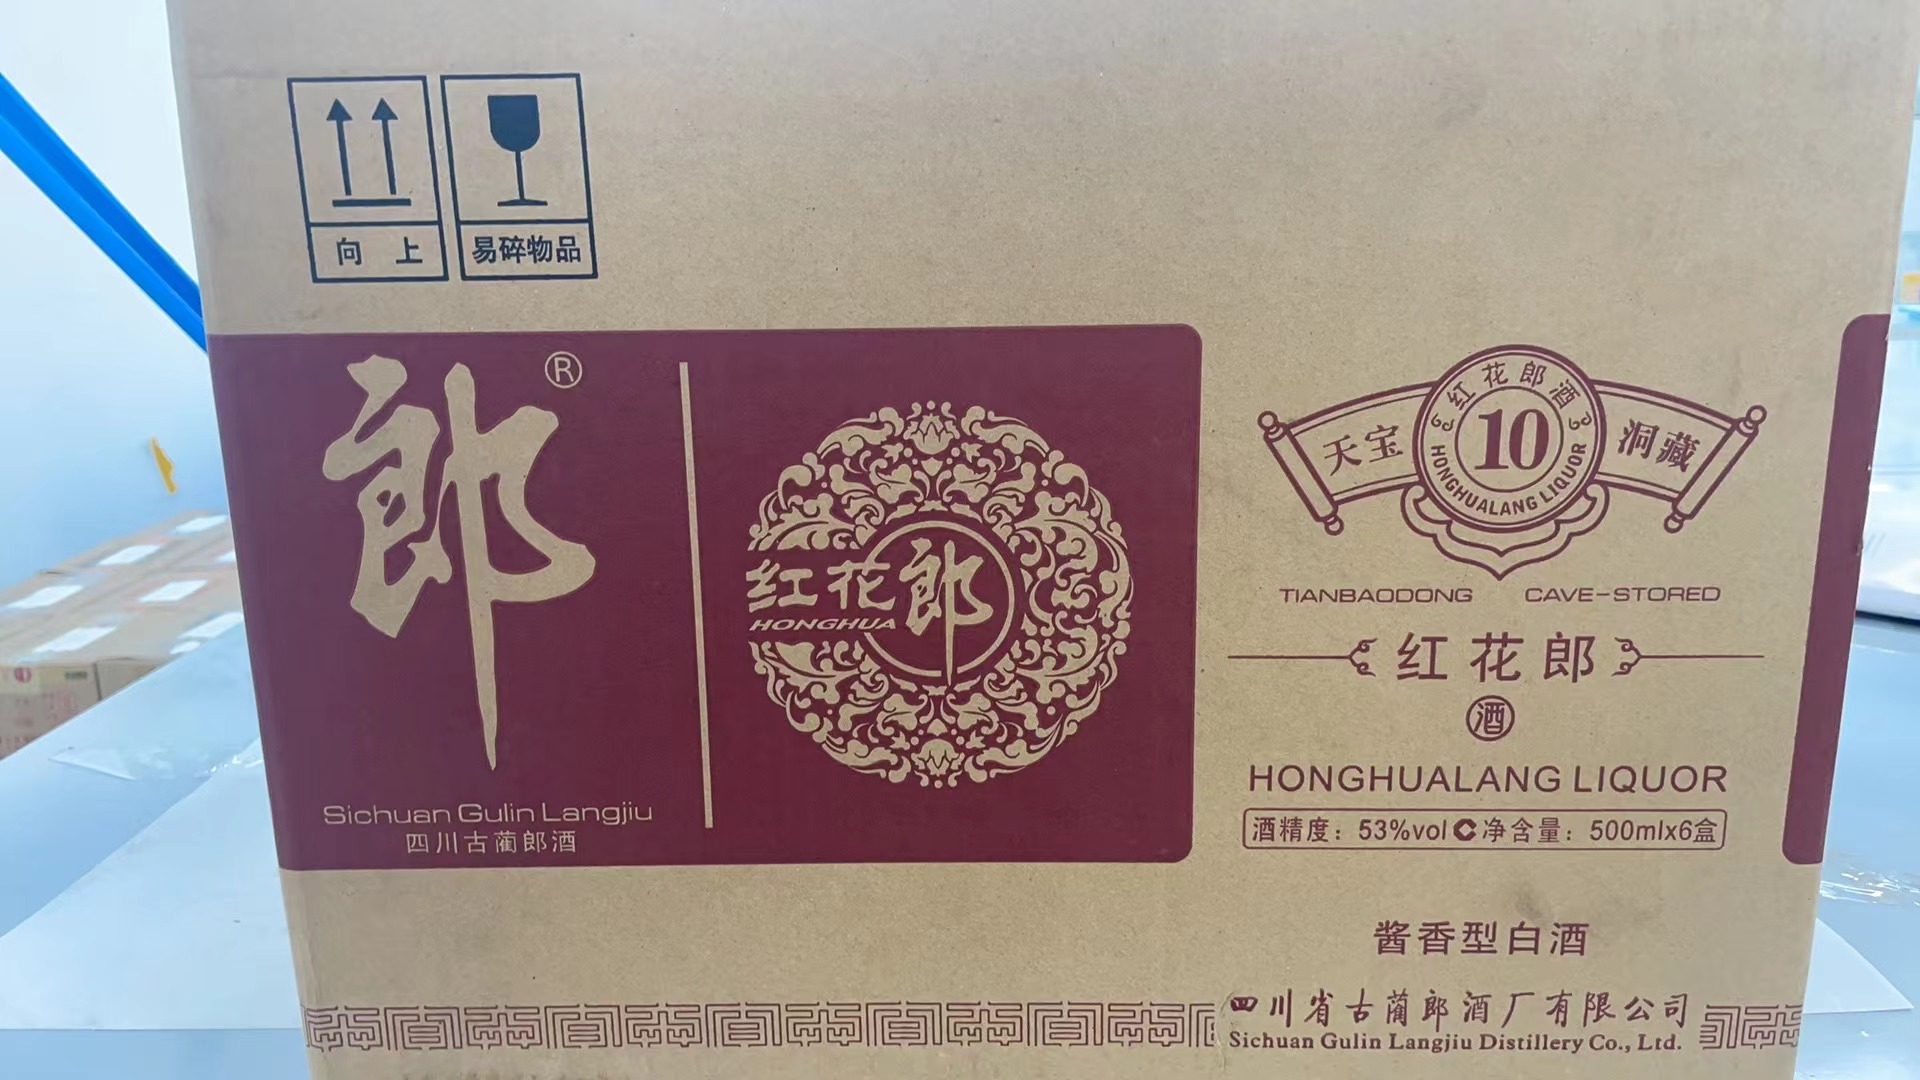 向 上
易碎物品
郎®
Sichuan Gulin Langjiu
四川古蔺郎酒
红花郎
HONGHUA
红花郎酒
天宝 10 洞藏
HONGHUALANG LIQUOR
TIANBAODONG CAVE-STORED
红花郎
酒
HONGHUALANG LIQUOR
酒精度：53%vol 净含量：500mlx6盒
酱香型白酒
四川省古蔺郎酒厂有限公司
Sichuan Gulin Langjiu Distillery Co., Ltd.